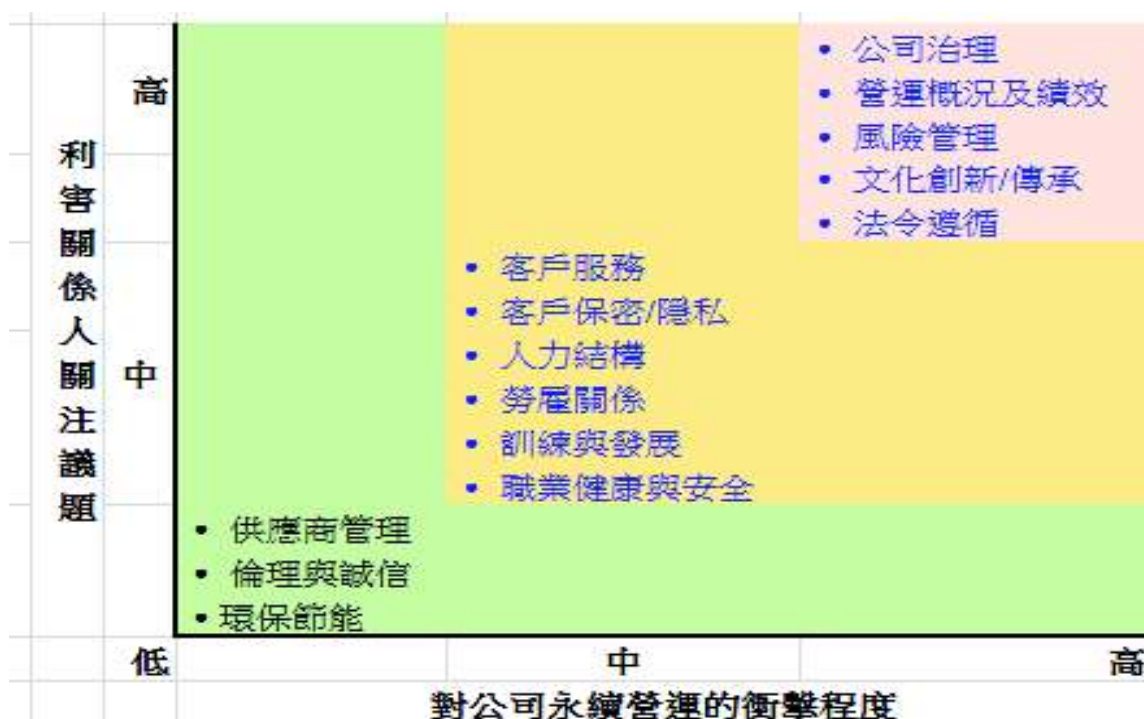 高
利害關係人關注議題
• 公司治理
• 營運概況及績效
• 風險管理
• 文化創新/傳承
• 法令遵循
中
• 客戶服務
• 客戶保密/隱私
• 人力結構
• 勞雇關係
• 訓練與發展
• 職業健康與安全
• 供應商管理
• 倫理與誠信
• 環保節能
低
中
高
對公司永續營運的衝擊程度